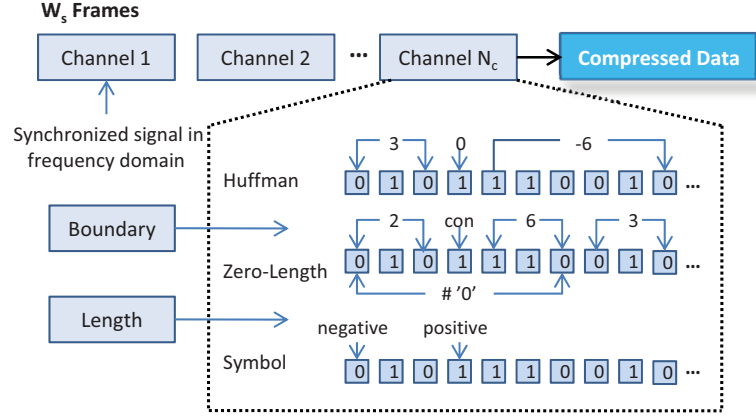 W_s Frames
Channel 1 Channel 2 ... Channel N_c Compressed Data
Synchronized signal in
frequency domain
3 0 -6
Huffman
0 1 0 1 1 1 0 0 1 0 ...
Boundary
2 con 6 3
Zero-Length
0 1 0 1 1 1 0 0 1 0 ...
# '0'
Length
negative positive
Symbol
0 1 0 1 1 1 0 0 1 0 ...